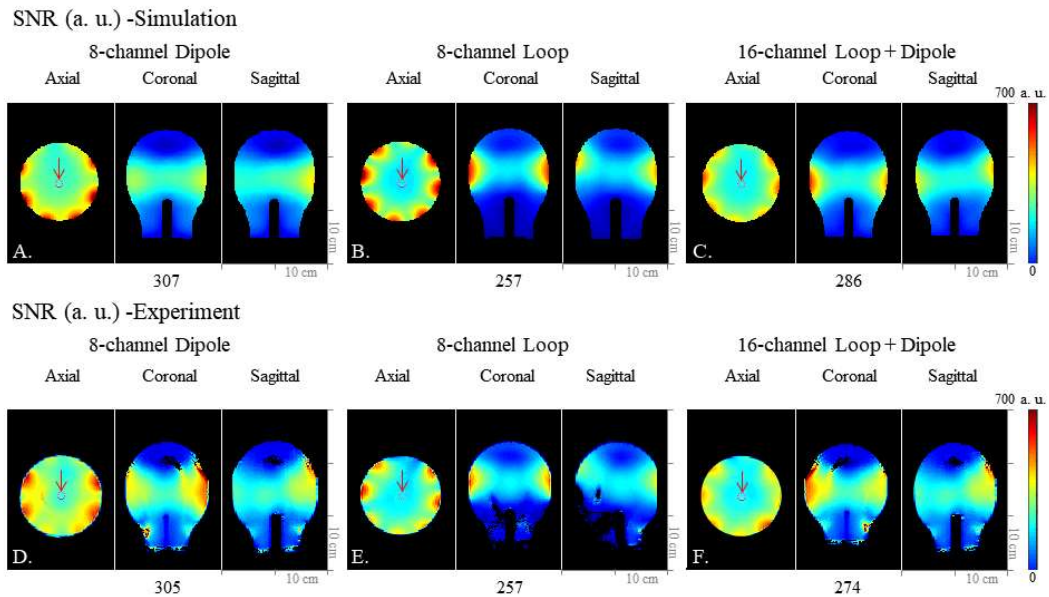 SNR (a. u.) -Simulation
8-channel Dipole 8-channel Loop 16-channel Loop + Dipole
Axial Coronal Sagittal Axial Coronal Sagittal Axial Coronal Sagittal
700 a. u.
A. B. C.
10 cm 10 cm 10 cm
10 cm 10 cm 10 cm
0
307 257 286
SNR (a. u.) -Experiment
8-channel Dipole 8-channel Loop 16-channel Loop + Dipole
Axial Coronal Sagittal Axial Coronal Sagittal Axial Coronal Sagittal
700 a. u.
D. E. F.
10 cm 10 cm 10 cm
10 cm 10 cm 10 cm
0
305 257 274